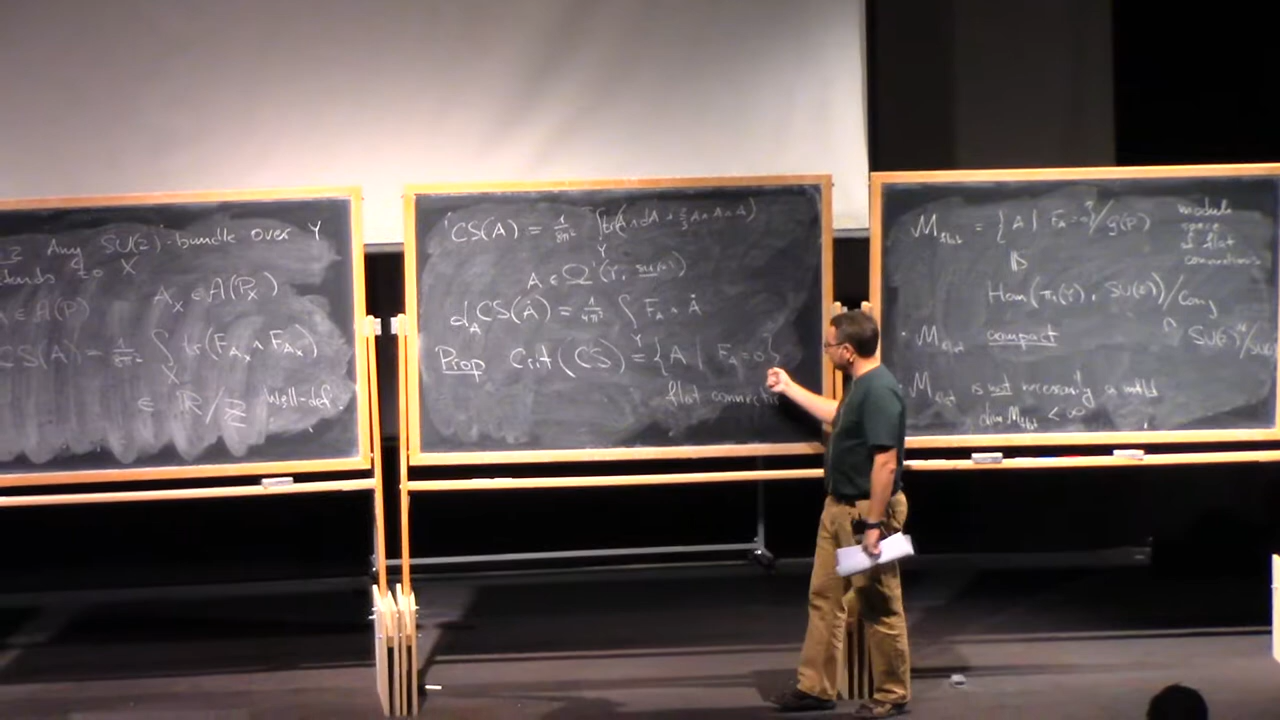 Any SU(2)-bundle over Y
to X
A_X ∈ A(P_X)
∈ A(P)
CS(A) = 1/8π² ∫_X tr(F_{A_X} ∧ F_{A_X})
∈ ℝ/ℤ well-def
CS(A) = 1/8π² ∫_Y tr(A ∧ dA + 2/3 A ∧ A ∧ A)
A ∈ Ω¹(Y, su(2))
d_A CS(Ȧ) = 1/4π² ∫_Y F_A ∧ Ȧ
Prop Crit(CS) = {A | F_A = 0}
flat
M_flat = {A | F_A = 0}/G(P)
moduli
space
of flat
connections
Hom(π₁(Y), SU(2))/conj
M_flat compact
M_flat is not necessarily a mfld
dim M_flat < ∞